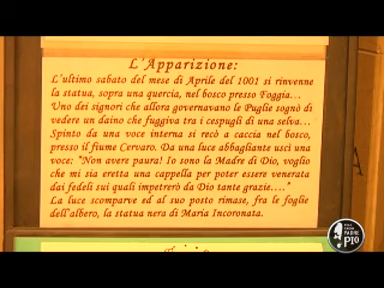 L'Apparizione:
L'ultimo sabato del mese di Aprile del 1001 si rinvenne
la statua, sopra una quercia, nel bosco presso Foggia...
Uno dei signori che allora governavano le Puglie sognò di
vedere un daino che fuggiva tra i cespugli di una selva...
Spinto da una voce interna si recò a caccia nel bosco,
presso il fiume Cervaro. Da una luce abbagliante uscì una
voce: "Non avere paura! Io sono la Madre di Dio, voglio
che mi sia eretta una cappella per poter essere venerata
dai fedeli sui quali impetrerò da Dio tante grazie...."
La luce scomparve ed al suo posto rimase, fra le foglie
dell'albero, la statua nera di Maria Incoronata.
PADRE
PIO